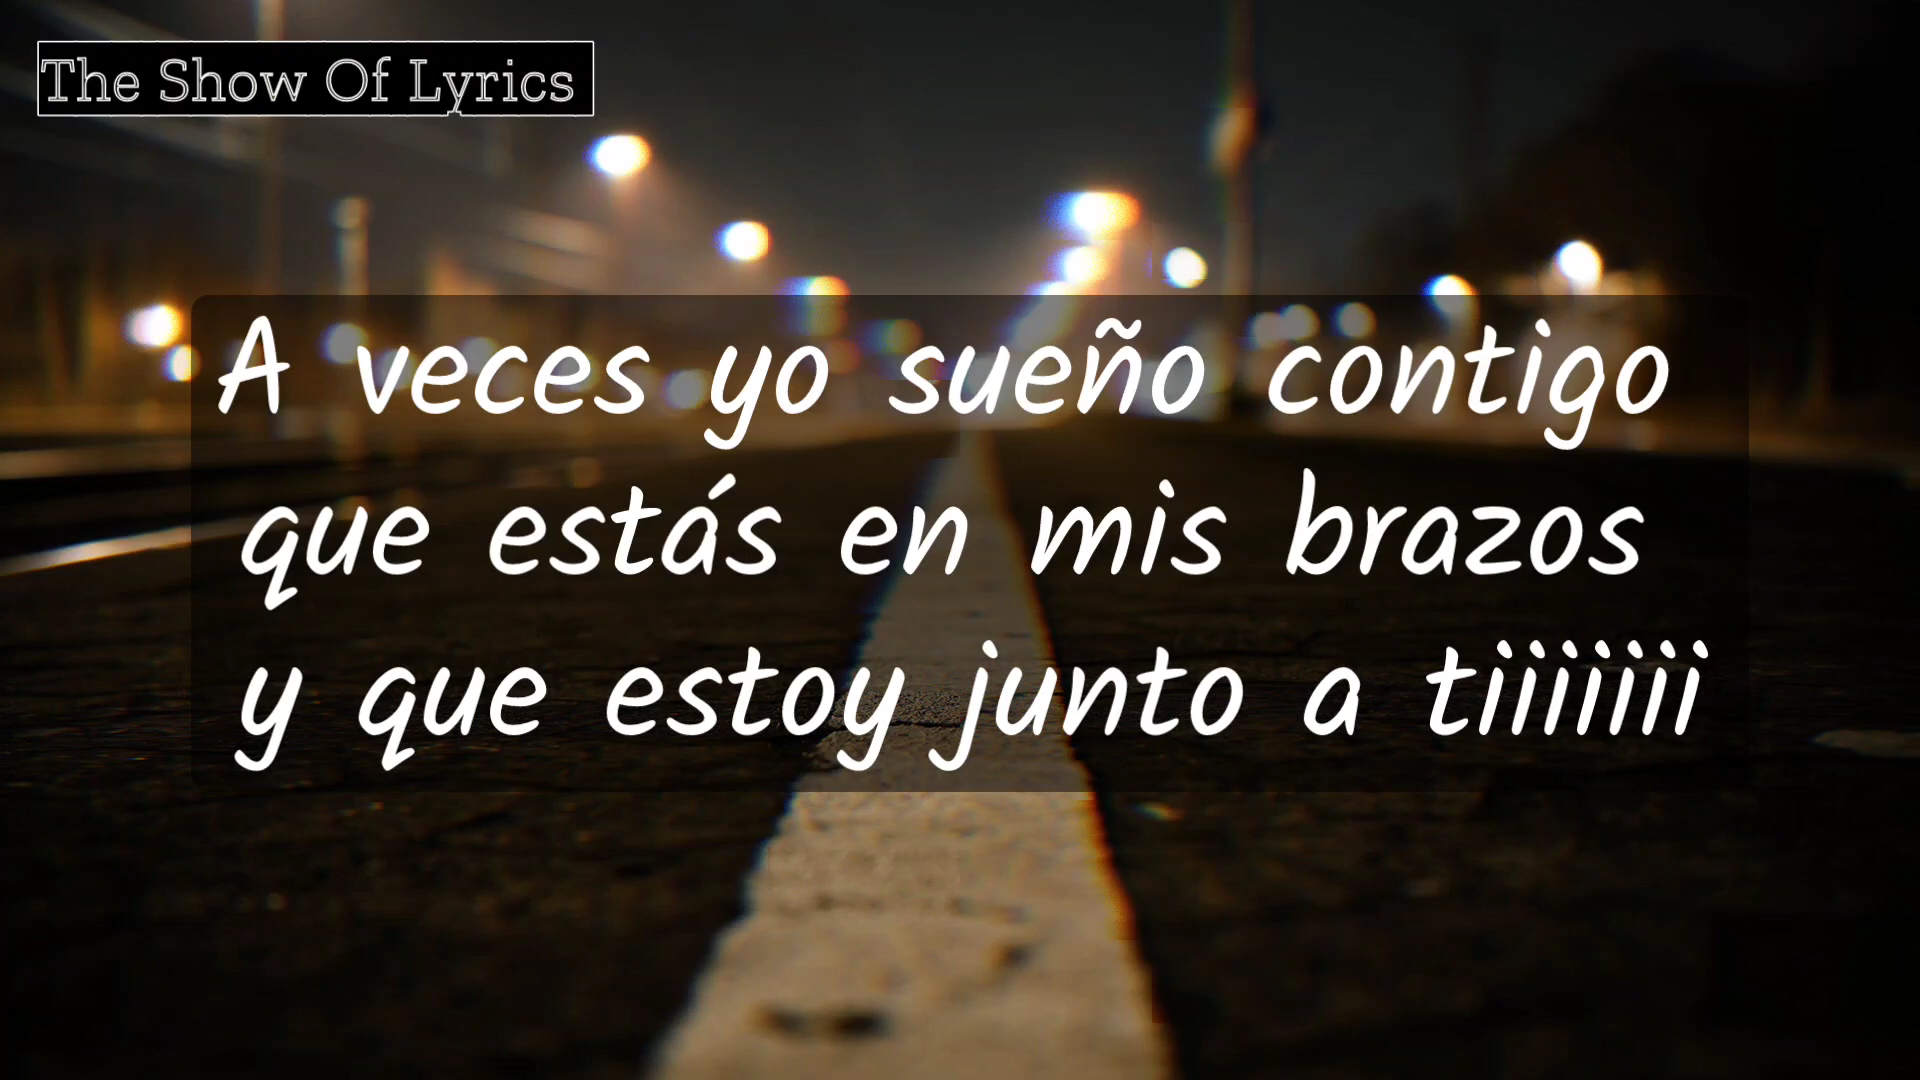 The Show Of Lyrics
A veces yo sueño contigo
que estás en mis brazos
y que estoy junto a tiiiiiii